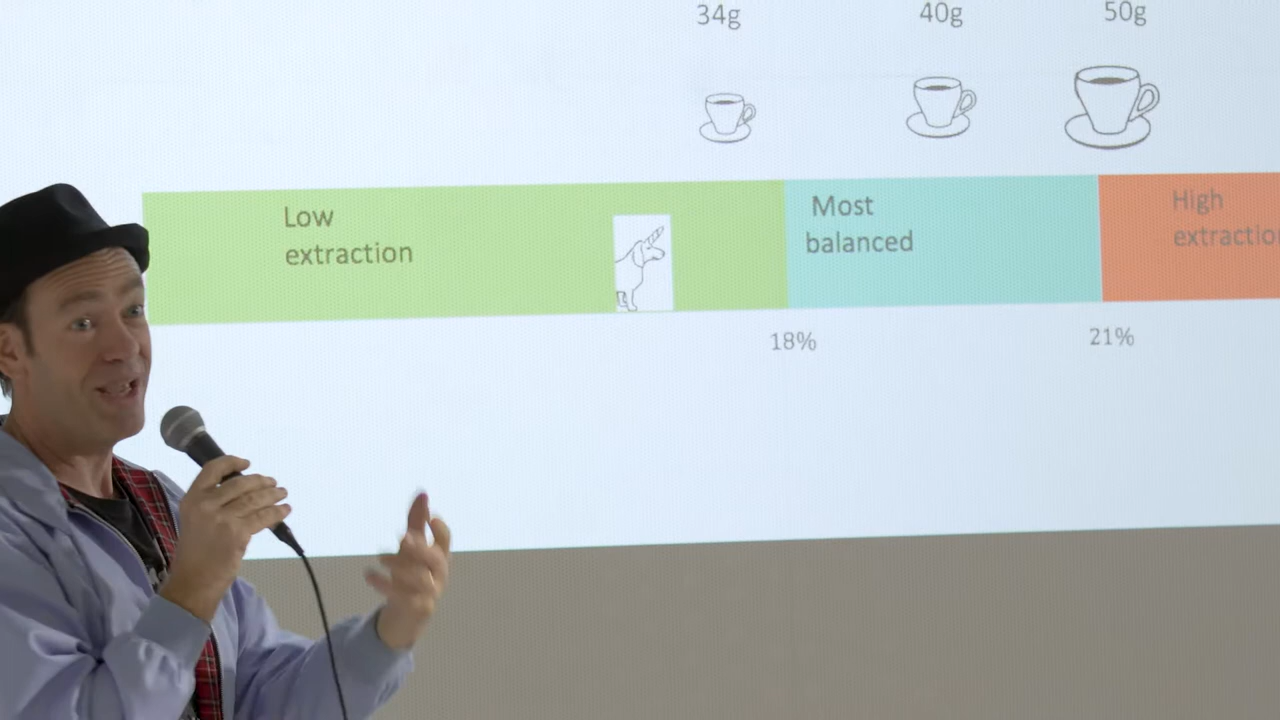 34g
40g
50g
Low
extraction
Most
balanced
High
extractio
18%
21%